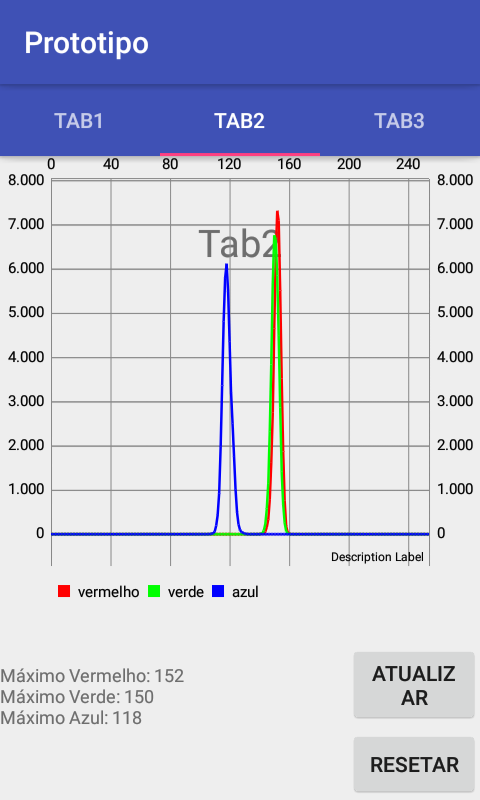 Prototipo
TAB1 TAB2 TAB3
0 40 80 120 160 200 240
8.000 8.000
7.000 7.000
Tab2
6.000 6.000
5.000 5.000
4.000 4.000
3.000 3.000
2.000 2.000
1.000 1.000
0 0
Description Label
vermelho verde azul
Máximo Vermelho: 152
Máximo Verde: 150
Máximo Azul: 118
ATUALIZ
AR
RESETAR